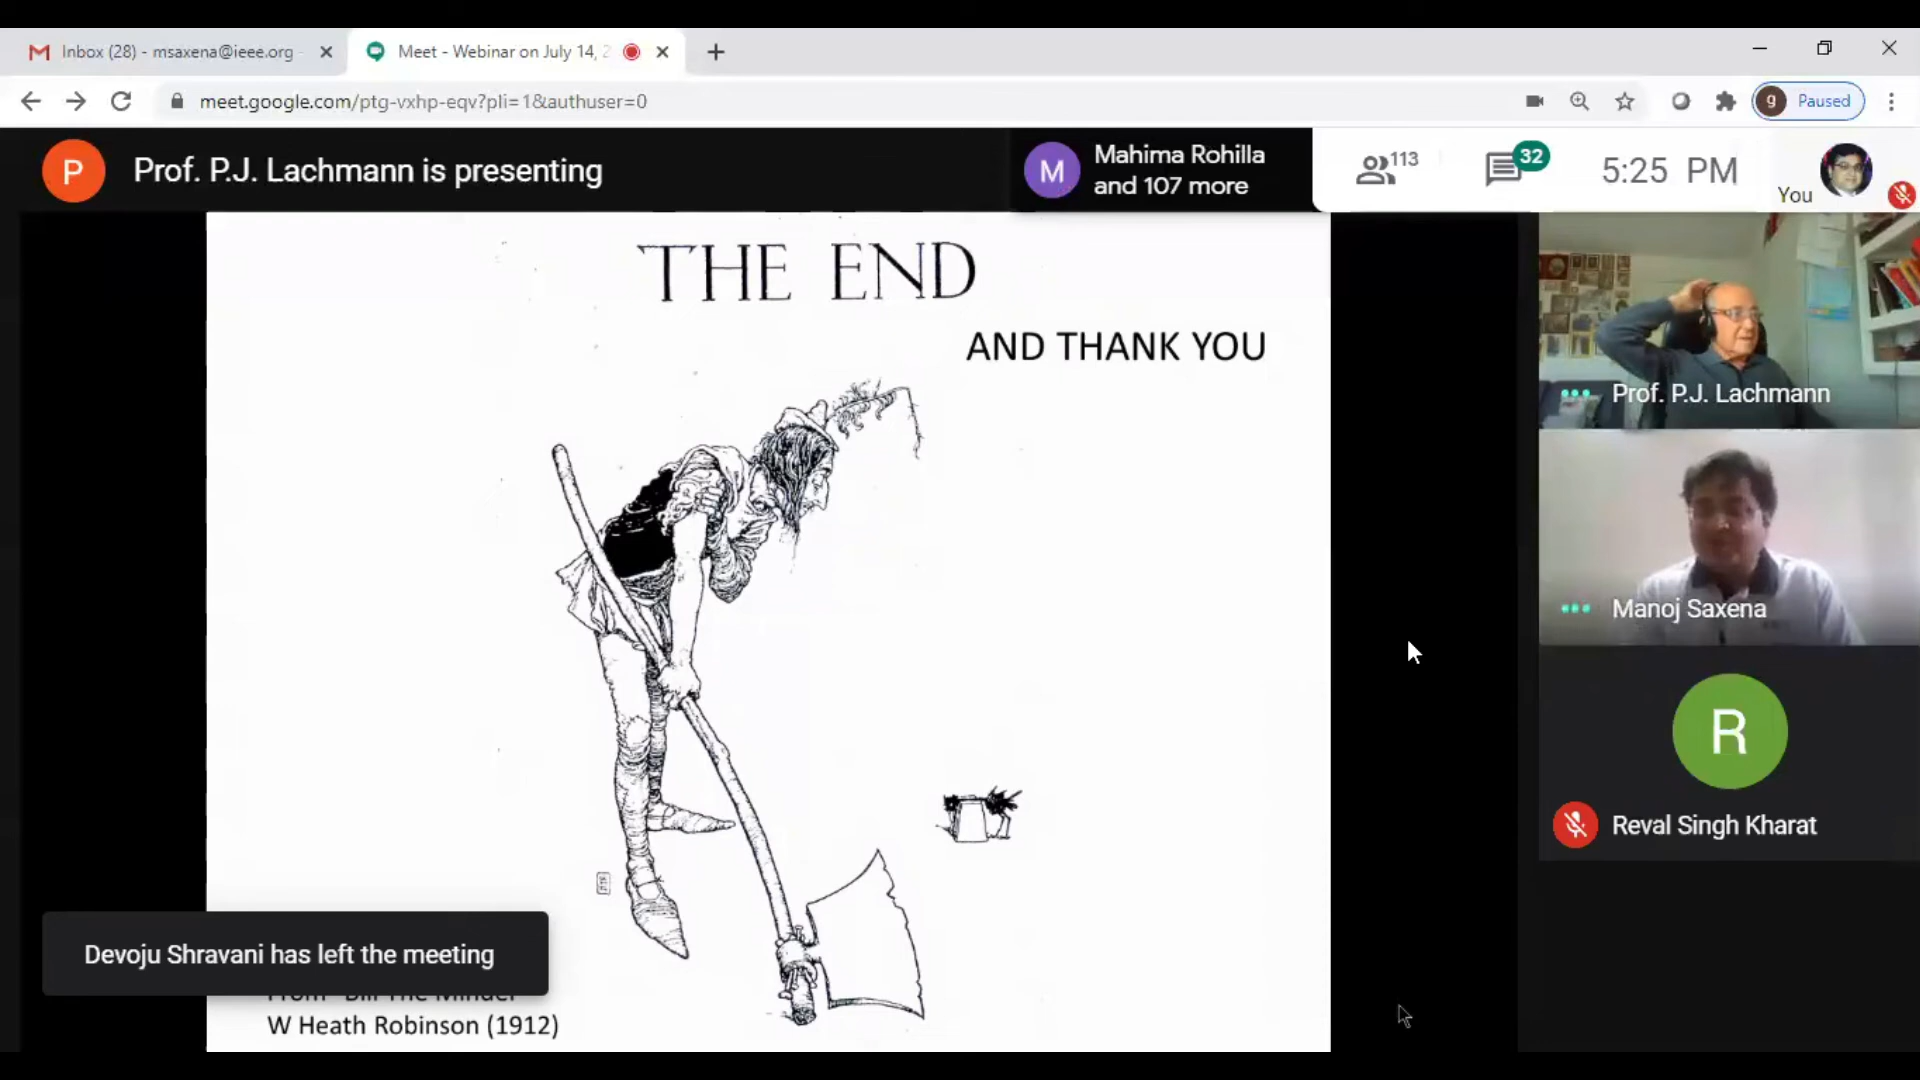 Inbox (28) - msaxena@ieee.org
Meet - Webinar on July 14, 2
meet.google.com/ptg-vxhp-eqv?pli=1&authuser=0
g Paused
P Prof. P.J. Lachmann is presenting
M Mahima Rohilla
and 107 more
113
32
5:25 PM
You
THE END
AND THANK YOU
Prof. P.J. Lachmann
Manoj Saxena
R
Reval Singh Kharat
Devoju Shravani has left the meeting
W Heath Robinson (1912)